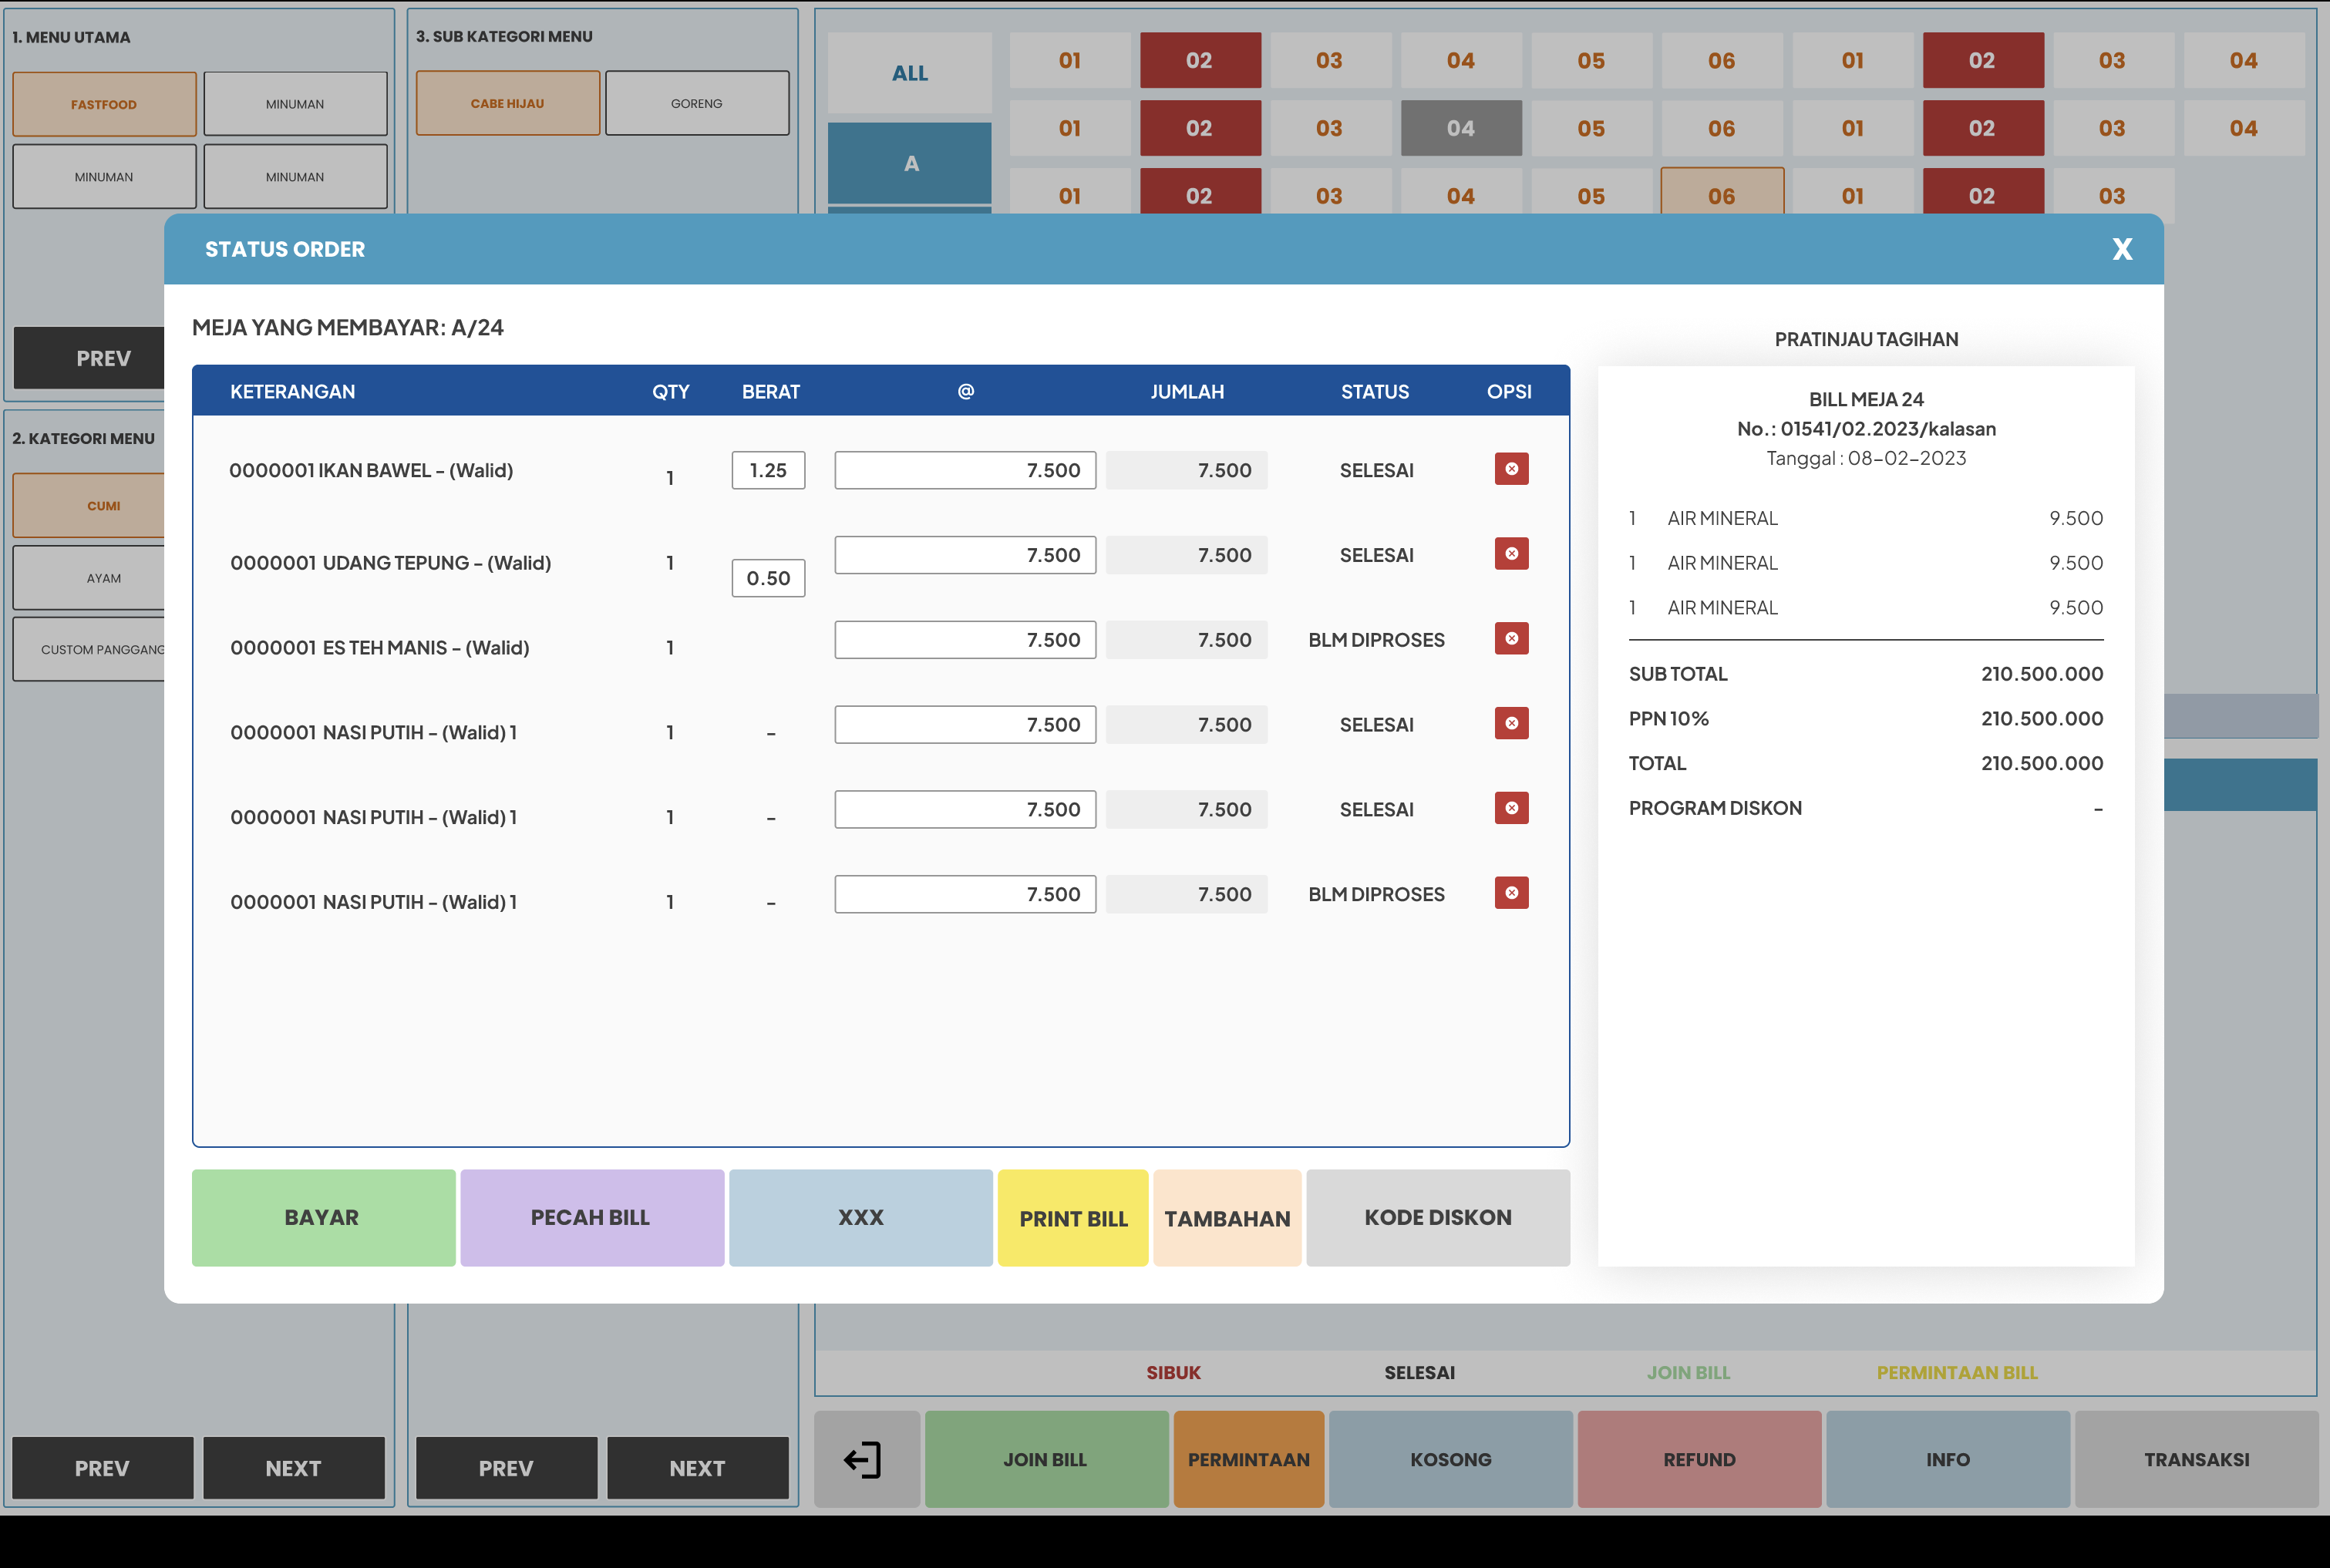 1. MENU UTAMA
FASTFOOD
MINUMAN
MINUMAN
MINUMAN
PREV
3. SUB KATEGORI MENU
CABE HIJAU
GORENG
ALL
A
01 02 03 04 05 06 01 02 03 04
01 02 03 04 05 06 01 02 03 04
01 02 03 04 05 06 01 02 03
2. KATEGORI MENU
CUMI
AYAM
CUSTOM PANGGANG
STATUS ORDER
X
MEJA YANG MEMBAYAR: A/24
KETERANGAN QTY BERAT @ JUMLAH STATUS OPSI
0000001 IKAN BAWEL - (Walid) 1 1.25 7.500 7.500 SELESAI
0000001 UDANG TEPUNG - (Walid) 1 0.50 7.500 7.500 SELESAI
0000001 ES TEH MANIS - (Walid) 1 7.500 7.500 BLM DIPROSES
0000001 NASI PUTIH - (Walid) 1 1 - 7.500 7.500 SELESAI
0000001 NASI PUTIH - (Walid) 1 1 - 7.500 7.500 SELESAI
0000001 NASI PUTIH - (Walid) 1 1 - 7.500 7.500 BLM DIPROSES
BAYAR
PECAH BILL
XXX
PRINT BILL
TAMBAHAN
KODE DISKON
PRATINJAU TAGIHAN
BILL MEJA 24
No.: 01541/02.2023/kalasan
Tanggal : 08-02-2023
1 AIR MINERAL 9.500
1 AIR MINERAL 9.500
1 AIR MINERAL 9.500
SUB TOTAL 210.500.000
PPN 10% 210.500.000
TOTAL 210.500.000
PROGRAM DISKON -
SIBUK SELESAI JOIN BILL PERMINTAAN BILL
PREV
NEXT
PREV
NEXT
JOIN BILL
PERMINTAAN
KOSONG
REFUND
INFO
TRANSAKSI